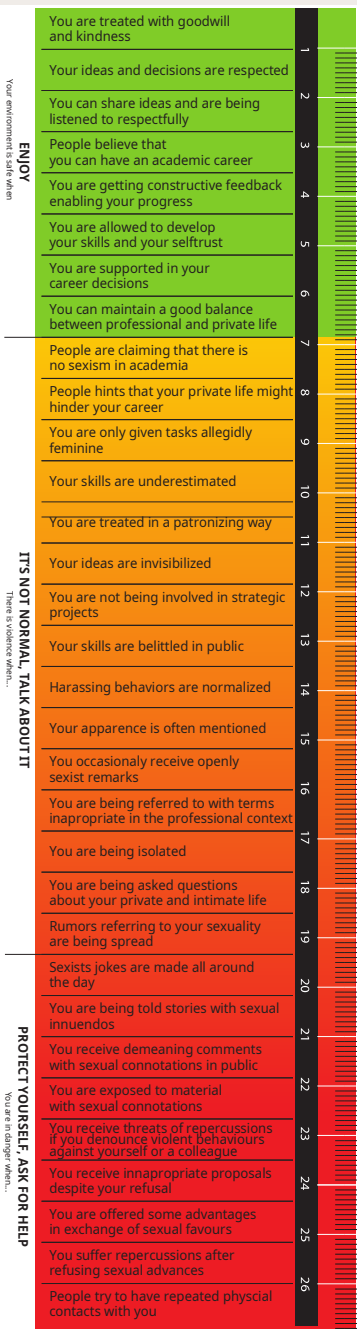 You are treated with goodwill
and kindness
Your ideas and decisions are respected
You can share ideas and are being
listened to respectfully
People believe that
you can have an academic career
You are getting constructive feedback
enabling your progress
You are allowed to develop
your skills and your selftrust
You are supported in your
career decisions
You can maintain a good balance
between professional and private life
ENJOY
Your environment is safe when
People are claiming that there is
no sexism in academia
People hints that your private life might
hinder your career
You are only given tasks allegidly
feminine
Your skills are underestimated
You are treated in a patronizing way
Your ideas are invisibilized
You are not being involved in strategic
projects
Your skills are belittled in public
Harassing behaviors are normalized
Your apparence is often mentioned
You occasionaly receive openly
sexist remarks
You are being referred to with terms
inapropriate in the professional context
You are being isolated
You are being asked questions
about your private and intimate life
Rumors referring to your sexuality
are being spread
IT'S NOT NORMAL, TALK ABOUT IT
There is violence when...
Sexists jokes are made all around
the day
You are being told stories with sexual
innuendos
You receive demeaning comments
with sexual connotations in public
You are exposed to material
with sexual connotations
You receive threats of repercussions
if you denounce violent behaviours
against yourself or a colleague
You receive innapropriate proposals
despite your refusal
You are offered some advantages
in exchange of sexual favours
You suffer repercussions after
refusing sexual advances
People try to have repeated physcial
contacts with you
PROTECT YOURSELF, ASK FOR HELP
You are in danger when...
1
2
3
4
5
6
7
8
9
10
11
12
13
14
15
16
17
18
19
20
21
22
23
24
25
26